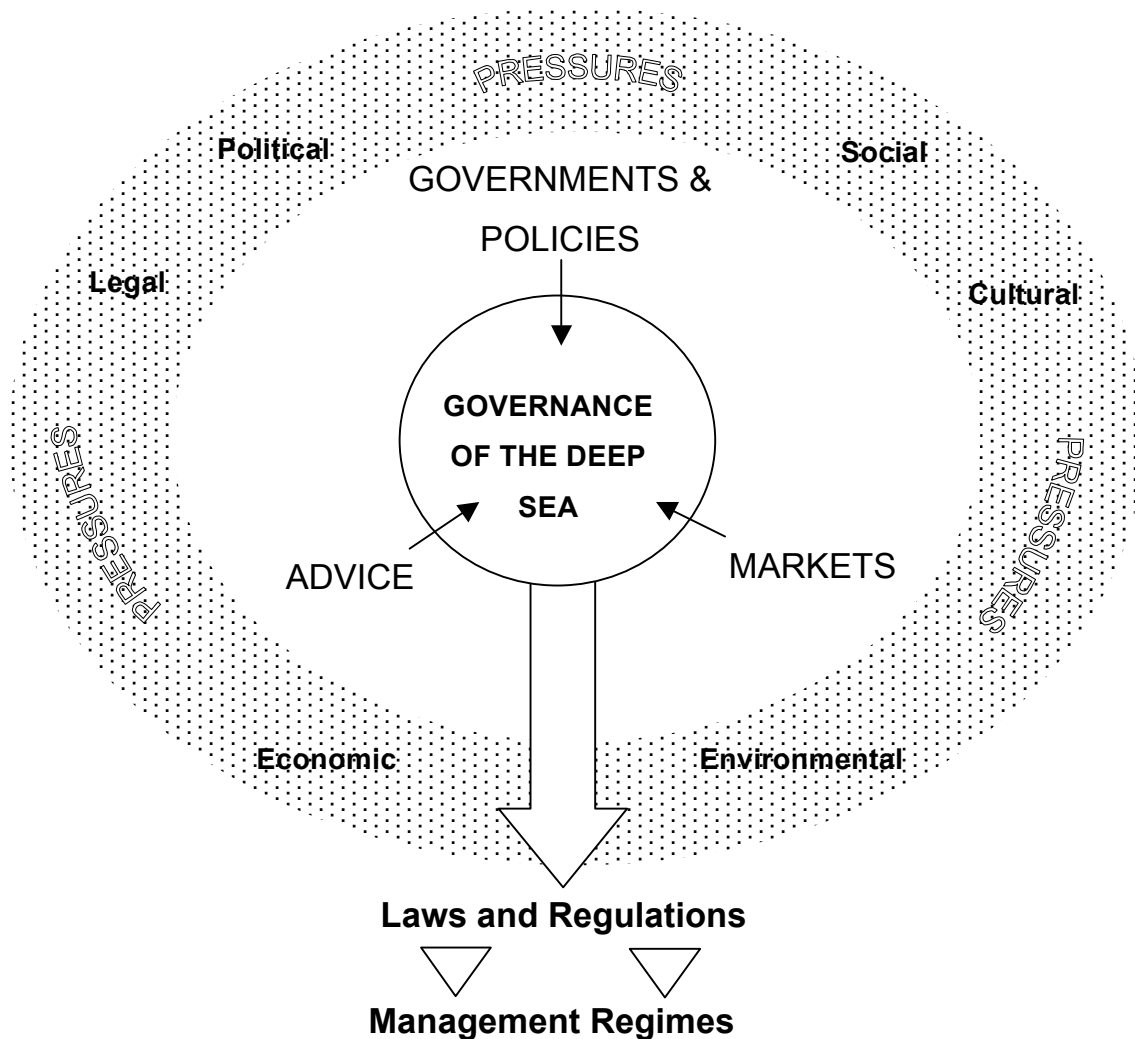 PRESSURES
Political
Social
GOVERNMENTS &
POLICIES
Legal
Cultural
GOVERNANCE
OF THE DEEP
SEA
PRESSURES
PRESSURES
ADVICE
MARKETS
Economic
Environmental
Laws and Regulations
Management Regimes